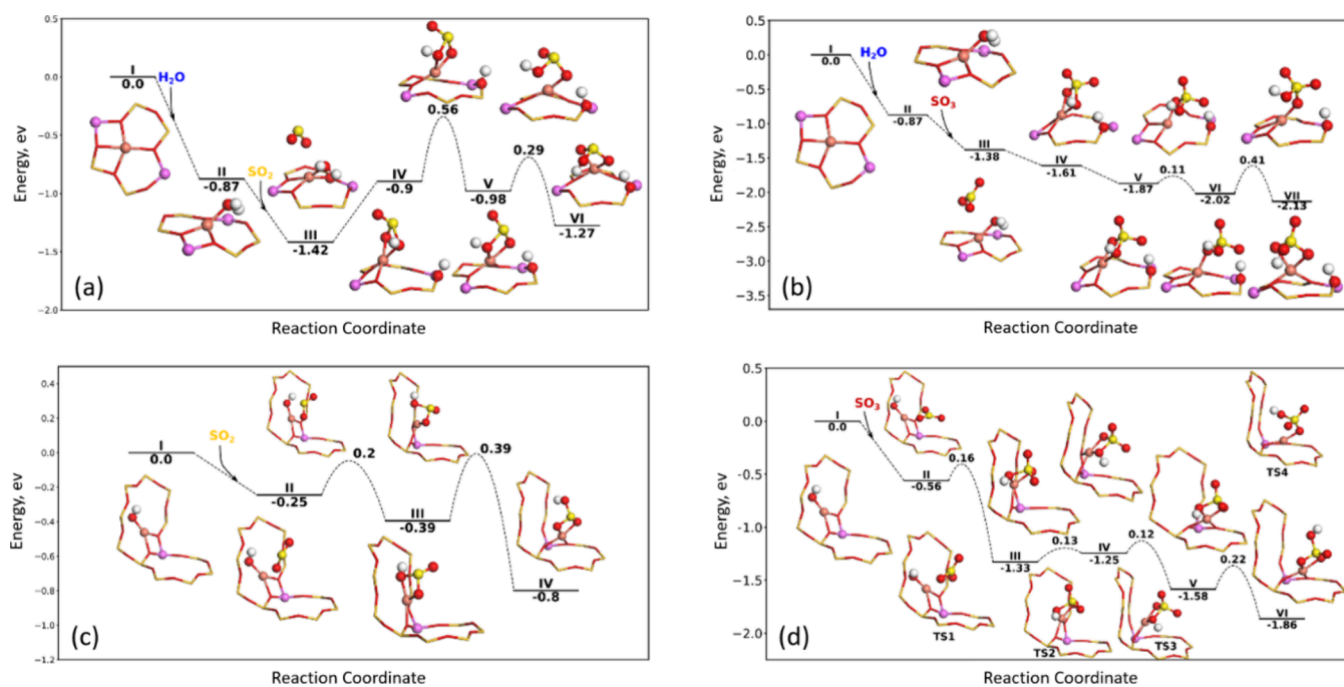 0.5
0.0
-0.5
-1.0
-1.5
-2.0
Energy, ev
I
0.0
H₂O
II
-0.87
SO₂
III
-1.42
IV
-0.9
0.56
V
-0.98
0.29
VI
-1.27
(a)
Reaction Coordinate
0.5
0.0
-0.5
-1.0
-1.5
-2.0
-2.5
-3.0
-3.5
Energy, ev
I
0.0
H₂O
II
-0.87
SO₃
III
-1.38
IV
-1.61
V
-1.87
0.11
VI
-2.02
0.41
VII
-2.13
(b)
Reaction Coordinate
0.4
0.2
0.0
-0.2
-0.4
-0.6
-0.8
-1.0
-1.2
Energy, ev
I
0.0
SO₂
II
-0.25
0.2
III
-0.39
0.39
IV
-0.8
(c)
Reaction Coordinate
0.5
0.0
-0.5
-1.0
-1.5
-2.0
Energy, ev
I
0.0
SO₃
II
-0.56
0.16
III
-1.33
0.13
IV
-1.25
0.12
V
-1.58
0.22
VI
-1.86
TS1
TS2
TS3
TS4
(d)
Reaction Coordinate